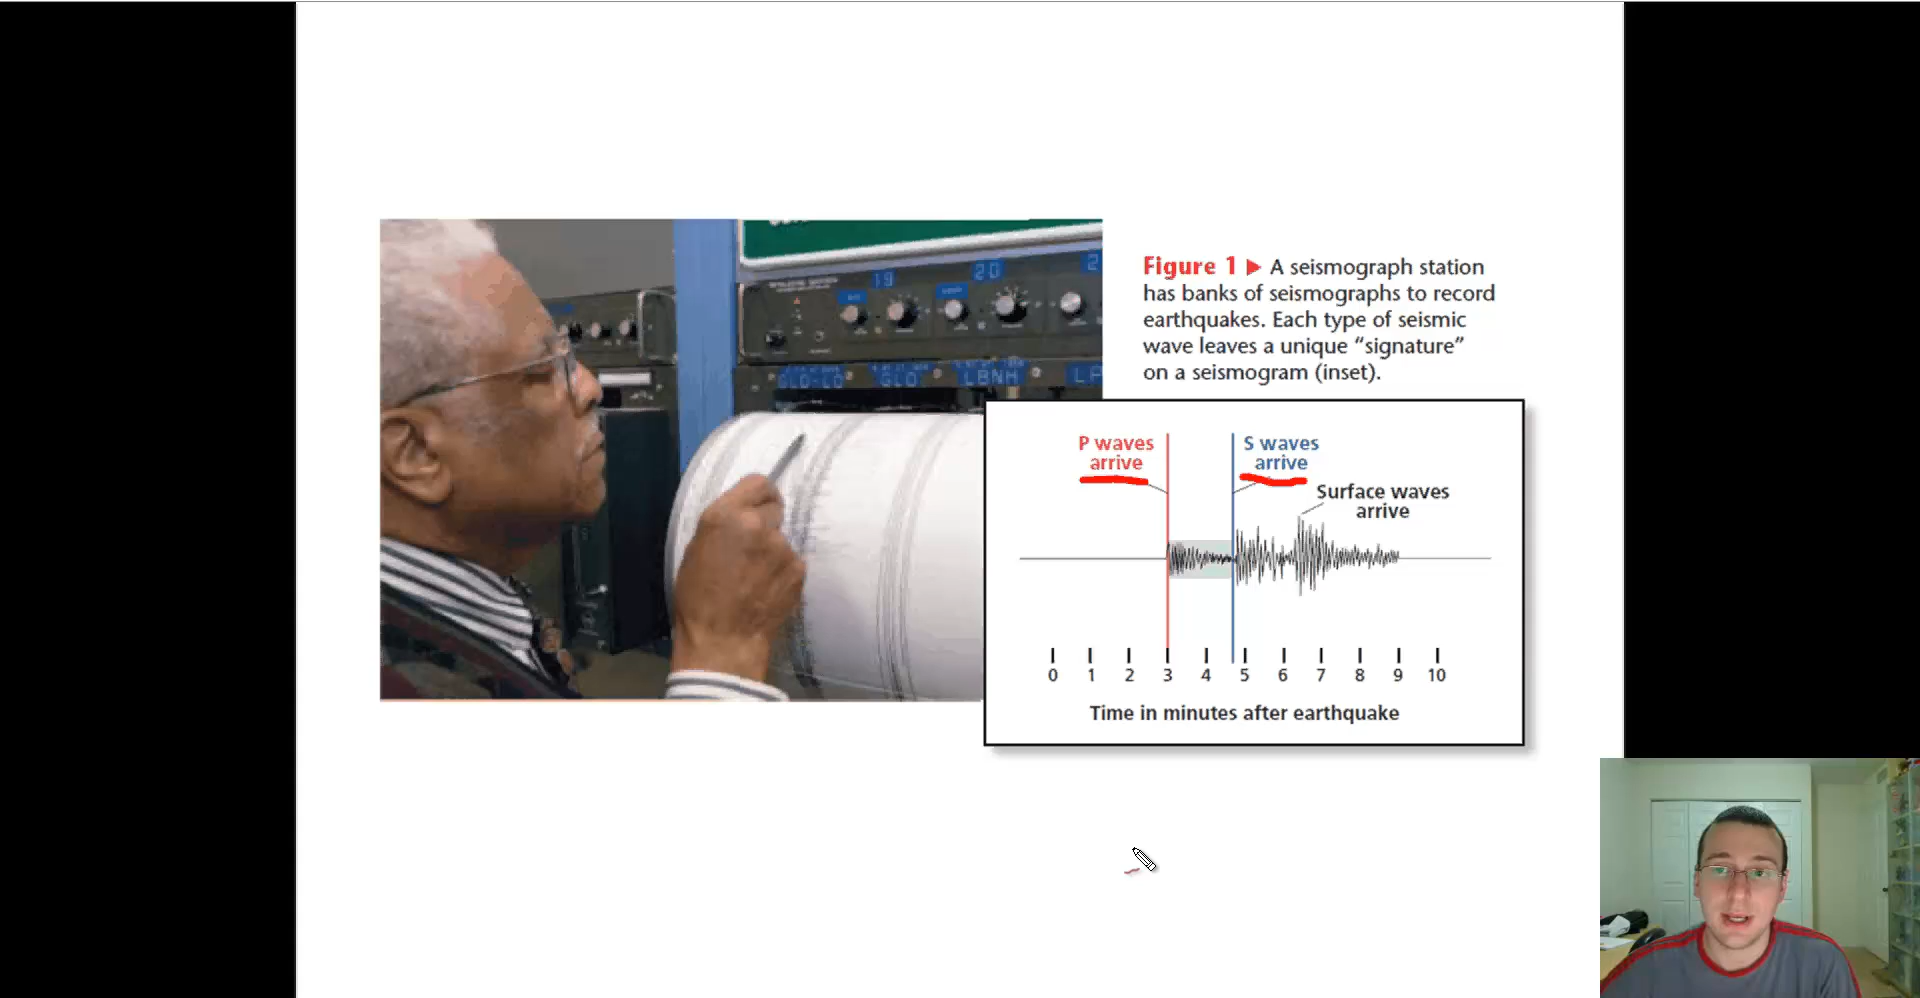 19
20
2
GLO
LBNH
Figure 1 ▶ A seismograph station
has banks of seismographs to record
earthquakes. Each type of seismic
wave leaves a unique “signature”
on a seismogram (inset).
P waves
arrive
S waves
arrive
Surface waves
arrive
0 1 2 3 4 5 6 7 8 9 10
Time in minutes after earthquake